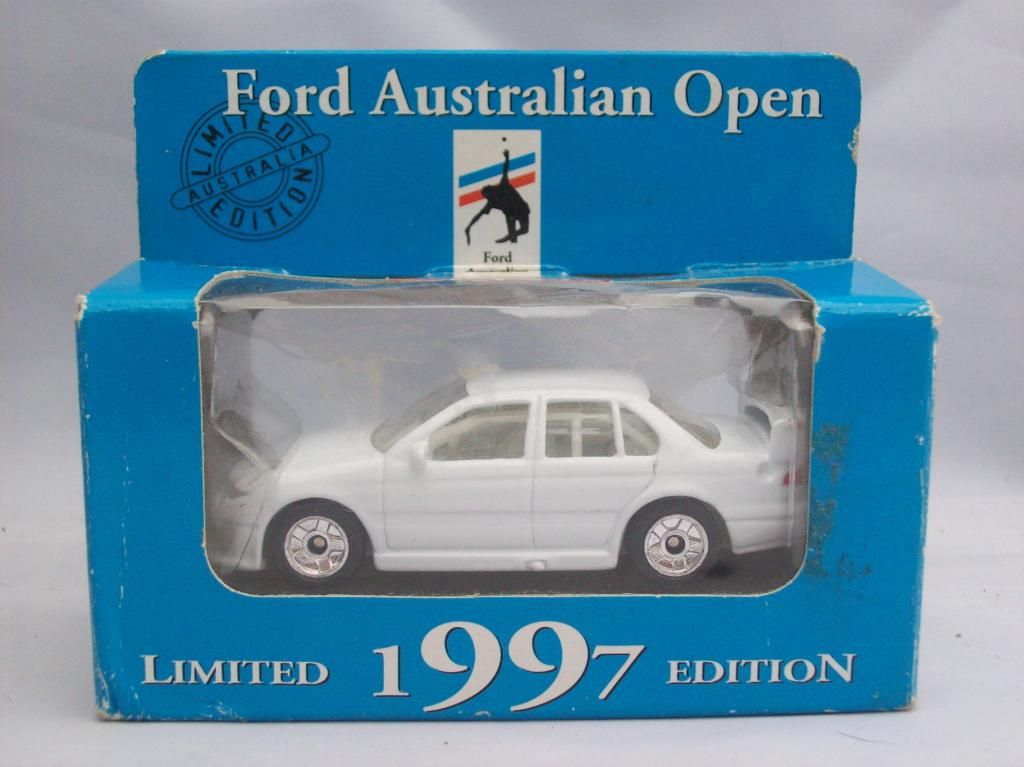 Ford Australian Open
LIMITED
AUSTRALIA
EDITION
Ford
LIMITED 1997 EDITION